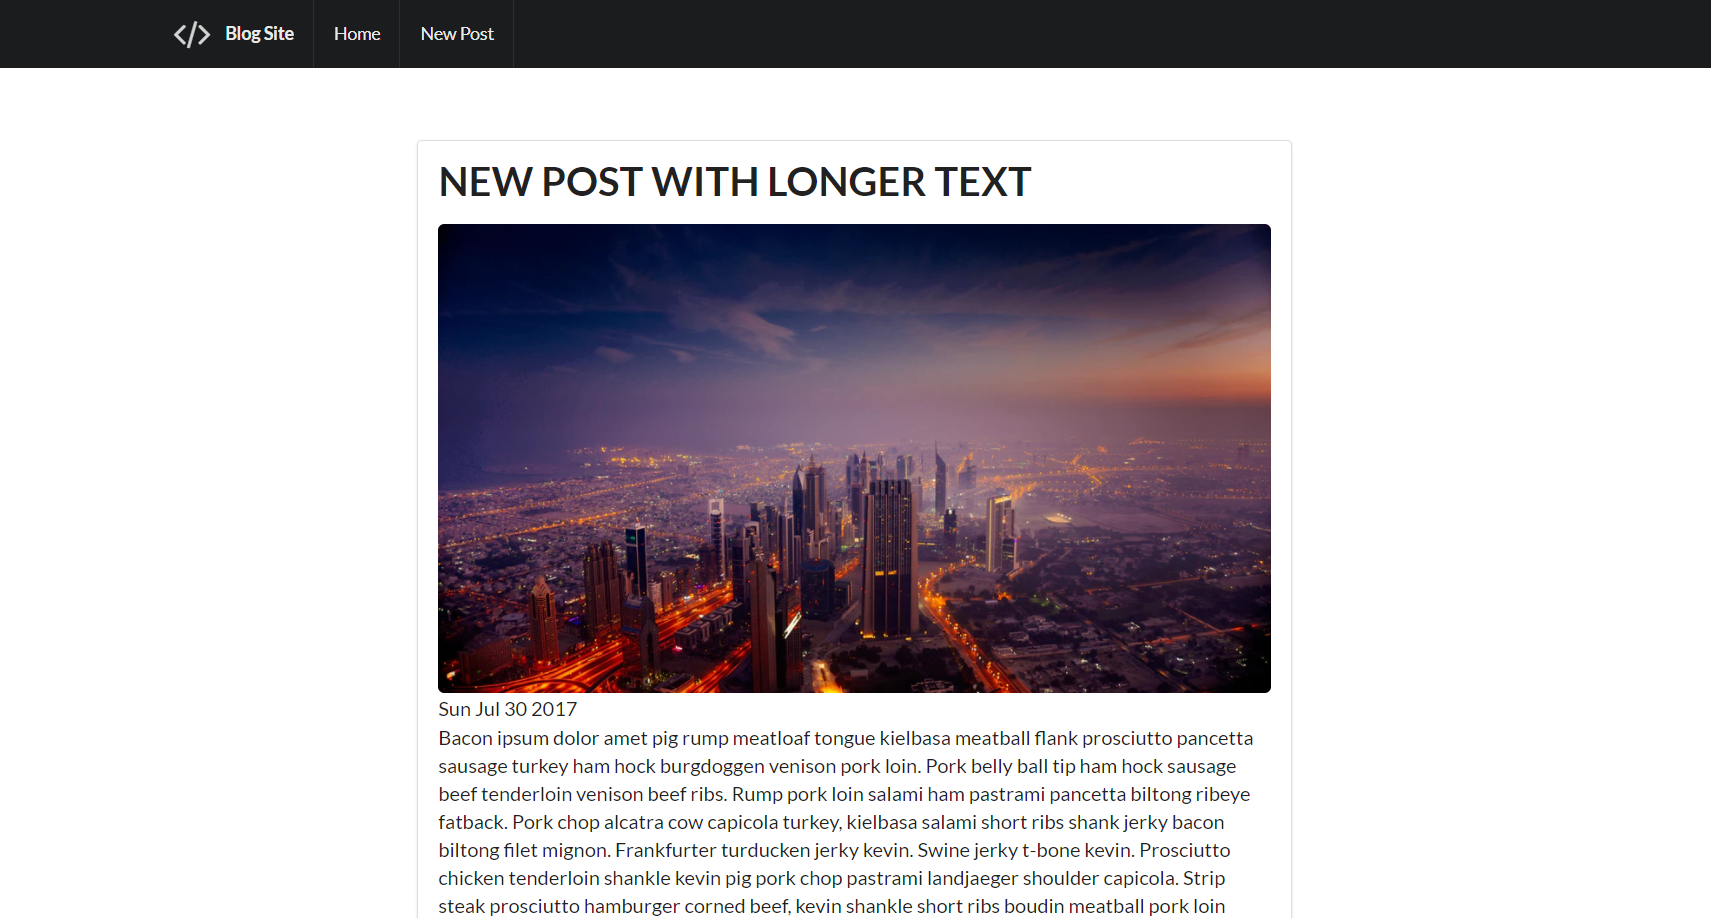 </> Blog Site Home New Post
NEW POST WITH LONGER TEXT
Sun Jul 30 2017
Bacon ipsum dolor amet pig rump meatloaf tongue kielbasa meatball flank prosciutto pancetta
sausage turkey ham hock burgdoggen venison pork loin. Pork belly ball tip ham hock sausage
beef tenderloin venison beef ribs. Rump pork loin salami ham pastrami pancetta biltong ribeye
fatback. Pork chop alcatra cow capicola turkey, kielbasa salami short ribs shank jerky bacon
biltong filet mignon. Frankfurter turducken jerky kevin. Swine jerky t-bone kevin. Prosciutto
chicken tenderloin shankle kevin pig pork chop pastrami landjaeger shoulder capicola. Strip
steak prosciutto hamburger corned beef, kevin shankle short ribs boudin meatball pork loin